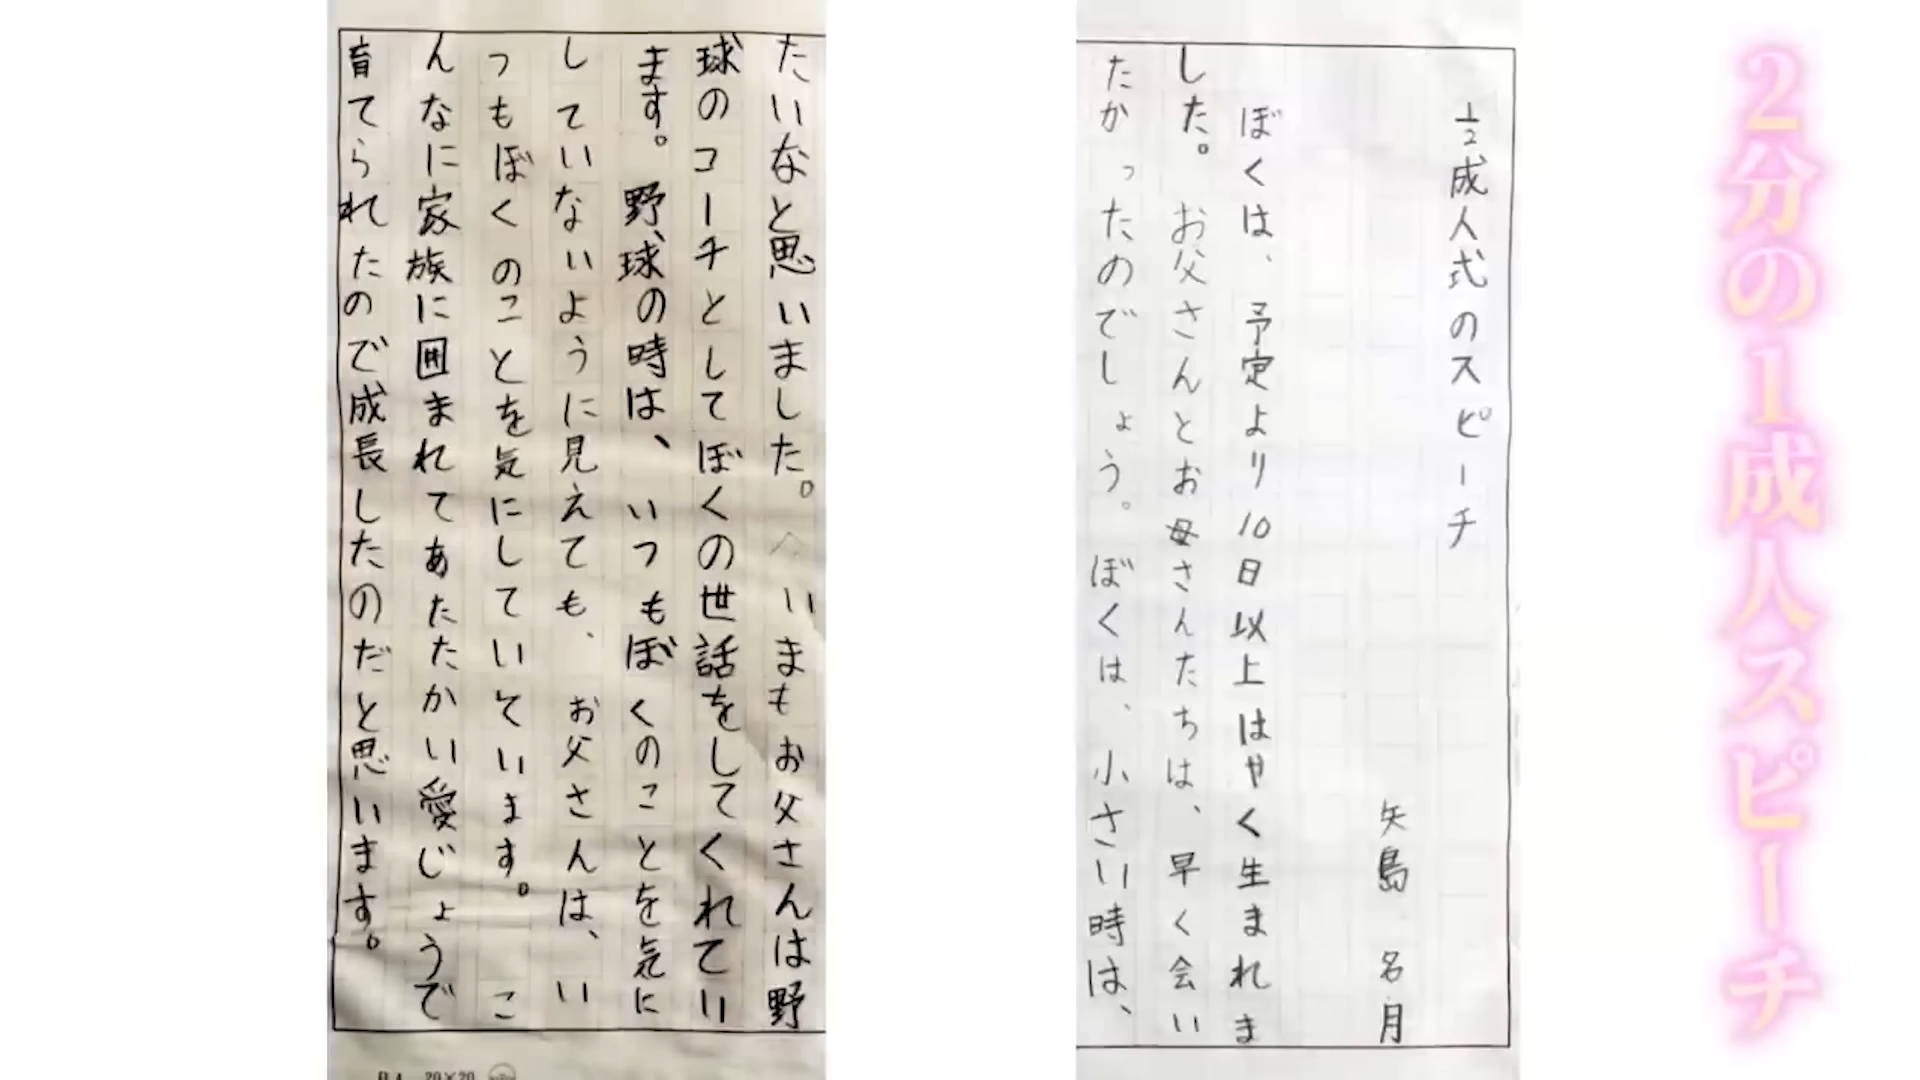 2分の1成人スピーチ
1/2成人式のスピーチ
矢島 名月
ぼくは、予定より10日以上はやく生まれま
した。お父さんとお母さんたちは、早く会い
たかったのでしょう。ぼくは、小さい時は、
たいなと思いました。いまもお父さんは野
球のコーチとしてぼくの世話をしてくれてい
ます。野球の時は、いつもぼくのことを気に
していないように見えても、お父さんは、い
つもぼくのことを気にしていています。こ
んなに家族に囲まれてあたたかい愛じょうで
育てられたので成長したのだと思います。
20×20